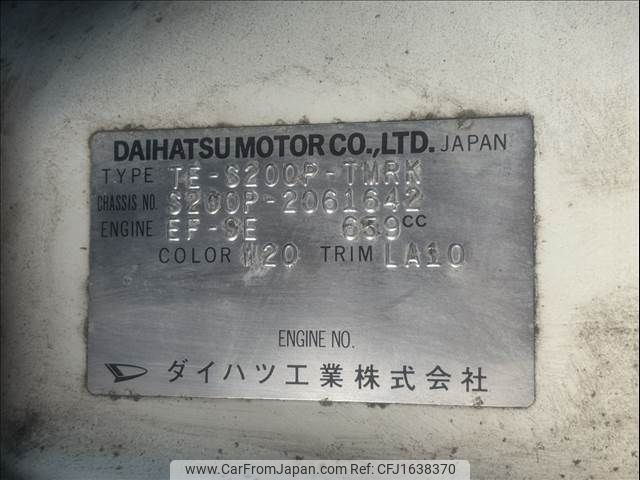 DAIHATSU MOTOR CO., LTD. JAPAN
TYPE TE-S200P-TMRK
CHASSIS NO. S200P-2061642
ENGINE EF-SE 659CC
COLOR W20 TRIM LA10
ENGINE NO.
ダイハツ工業株式会社
www.CarFromJapan.com - CFJ1638370